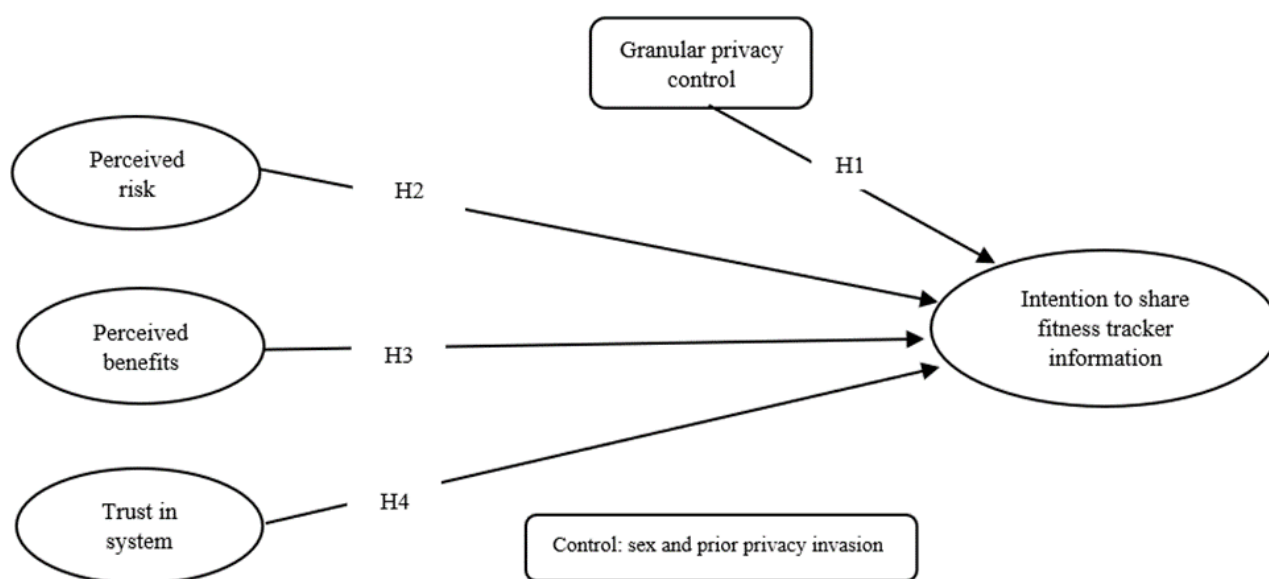 Granular privacy
control
H1
Perceived
risk
H2
Intention to share
fitness tracker
information
Perceived
benefits
H3
Trust in
system
H4
Control: sex and prior privacy invasion